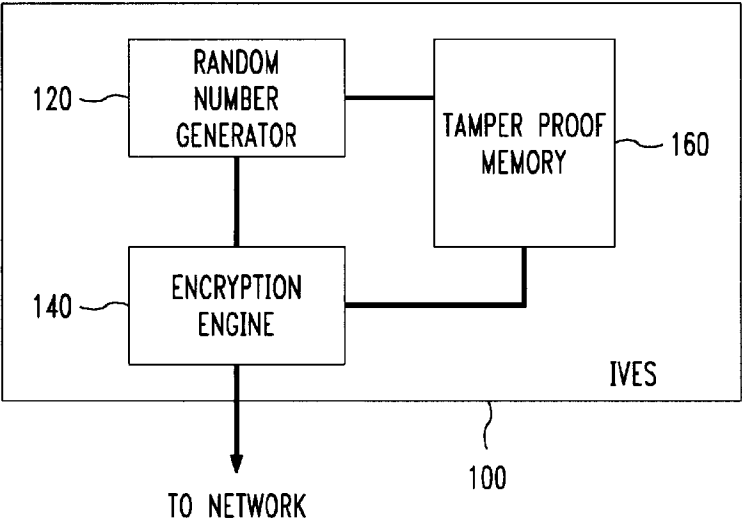 RANDOM
NUMBER
GENERATOR
120
TAMPER PROOF
MEMORY
160
ENCRYPTION
ENGINE
140
IVES
100
TO NETWORK